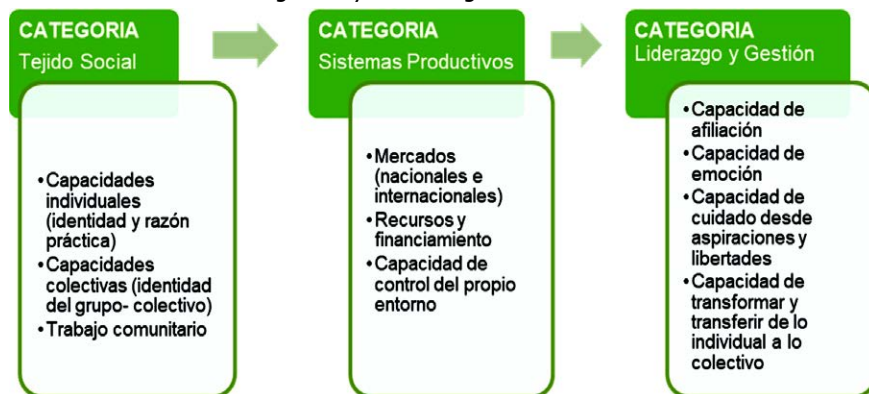 CATEGORIA
Tejido Social
•Capacidades
individuales
(identidad y razón
práctica)
•Capacidades
colectivas (identidad
del grupo- colectivo)
•Trabajo comunitario
CATEGORIA
Sistemas Productivos
•Mercados
(nacionales e
internacionales)
•Recursos y
financiamiento
•Capacidad de
control del propio
entorno
CATEGORIA
Liderazgo y Gestión
•Capacidad de
afiliación
•Capacidad de
emoción
•Capacidad de
cuidado desde
aspiraciones y
libertades
•Capacidad de
transformar y
transferir de lo
individual a lo
colectivo